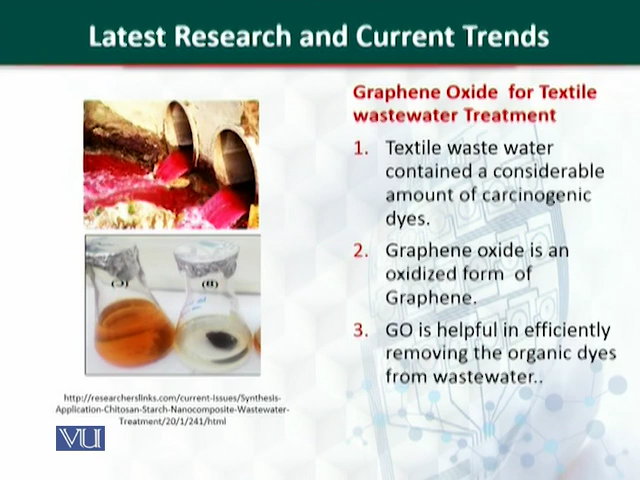 Latest Research and Current Trends
Graphene Oxide for Textile
wastewater Treatment
1. Textile waste water
contained a considerable
amount of carcinogenic
dyes.
2. Graphene oxide is an
oxidized form of
Graphene.
3. GO is helpful in efficiently
removing the organic dyes
from wastewater..
(B)
http://researcherslinks.com/current-issues/Synthesis-
Application-Chitosan-Starch-Nanocomposite-Wastewater-
Treatment/20/1/241/html
VU